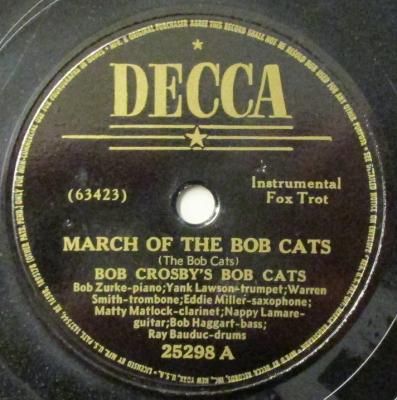 DECCA
(63423)
Instrumental
Fox Trot
MARCH OF THE BOB CATS
(The Bob Cats)
BOB CROSBY'S BOB CATS
Bob Zurke-piano; Yank Lawson-trumpet; Warren
Smith-trombone; Eddie Miller-saxophone;
Matty Matlock-clarinet; Nappy Lamare-
guitar; Bob Haggart-bass;
Ray Bauduc-drums
25298 A